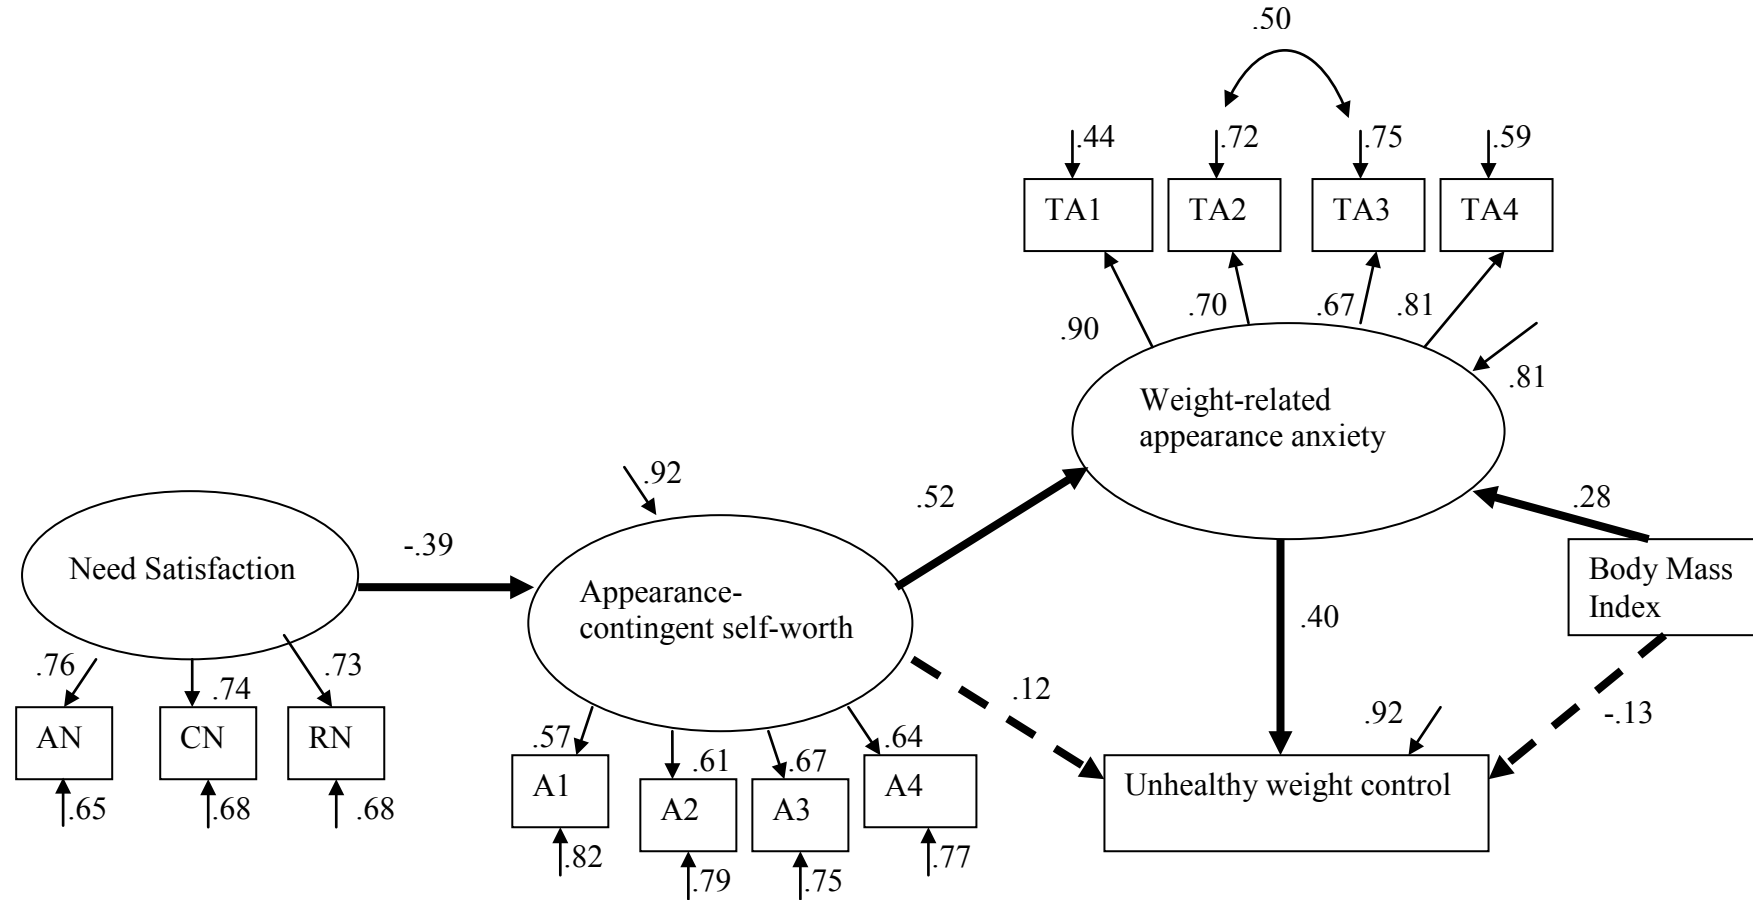 .50
.44
.72
.75
.59
TA1
TA2
TA3
TA4
.90
.70
.67
.81
.81
Weight-related
appearance anxiety
.92
.52
.28
-.39
Need Satisfaction
Appearance-
contingent self-worth
Body Mass
Index
.40
.76
.74
.73
.12
-.13
AN
CN
RN
.57
.61
.67
.64
.92
A1
A2
A3
A4
Unhealthy weight control
.65
.68
.68
.82
.79
.75
.77